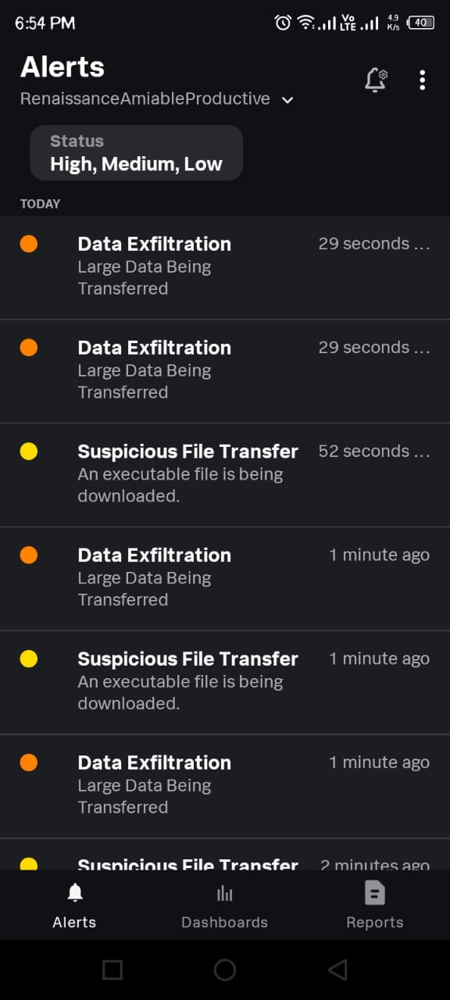 6:54 PM
Vo LTE 4.9 K/s 40
Alerts
RenaissanceAmiableProductive
Status
High, Medium, Low
TODAY
Data Exfiltration 29 seconds ...
Large Data Being
Transferred
Data Exfiltration 29 seconds ...
Large Data Being
Transferred
Suspicious File Transfer 52 seconds ...
An executable file is being
downloaded.
Data Exfiltration 1 minute ago
Large Data Being
Transferred
Suspicious File Transfer 1 minute ago
An executable file is being
downloaded.
Data Exfiltration 1 minute ago
Large Data Being
Transferred
Suspicious File Transfer 2 minutes ago
Alerts Dashboards Reports